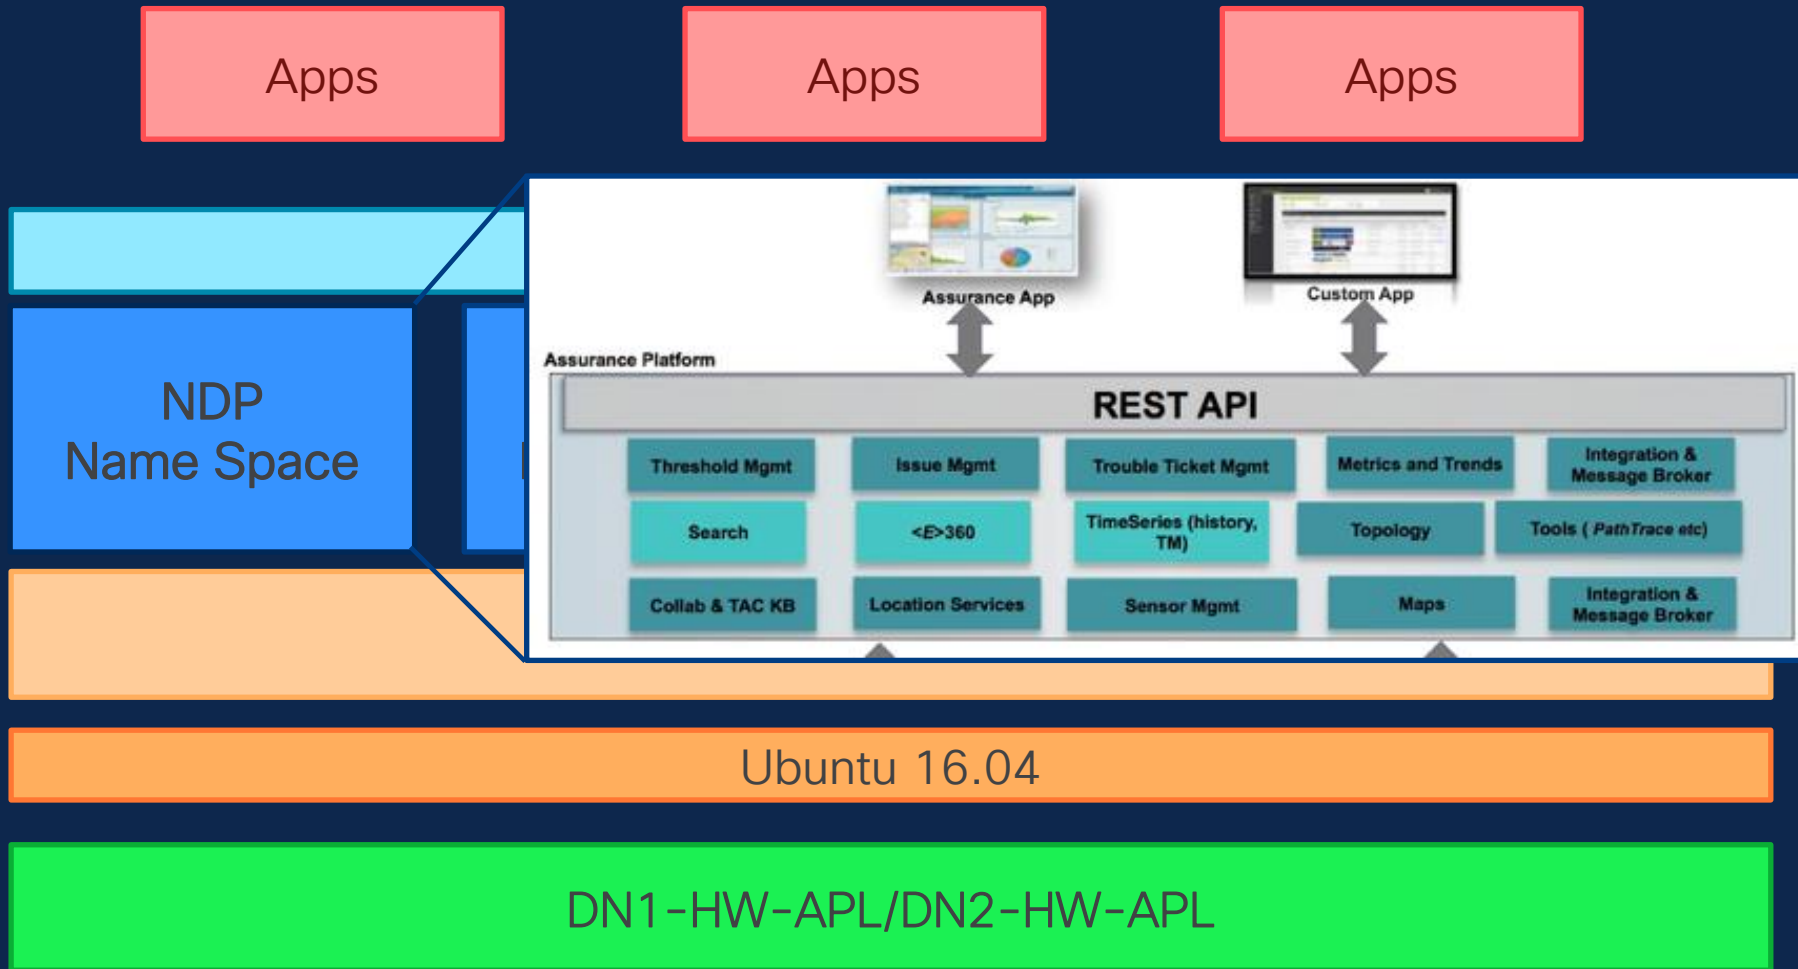 Apps
Apps
Apps
Assurance App
Custom App
Assurance Platform
REST API
Threshold Mgmt
Issue Mgmt
Trouble Ticket Mgmt
Metrics and Trends
Integration &
Message Broker
Search
<E>360
TimeSeries (history,
TM)
Topology
Tools ( PathTrace etc)
Collab & TAC KB
Location Services
Sensor Mgmt
Maps
Integration &
Message Broker
NDP
Name Space
Ubuntu 16.04
DN1-HW-APL/DN2-HW-APL